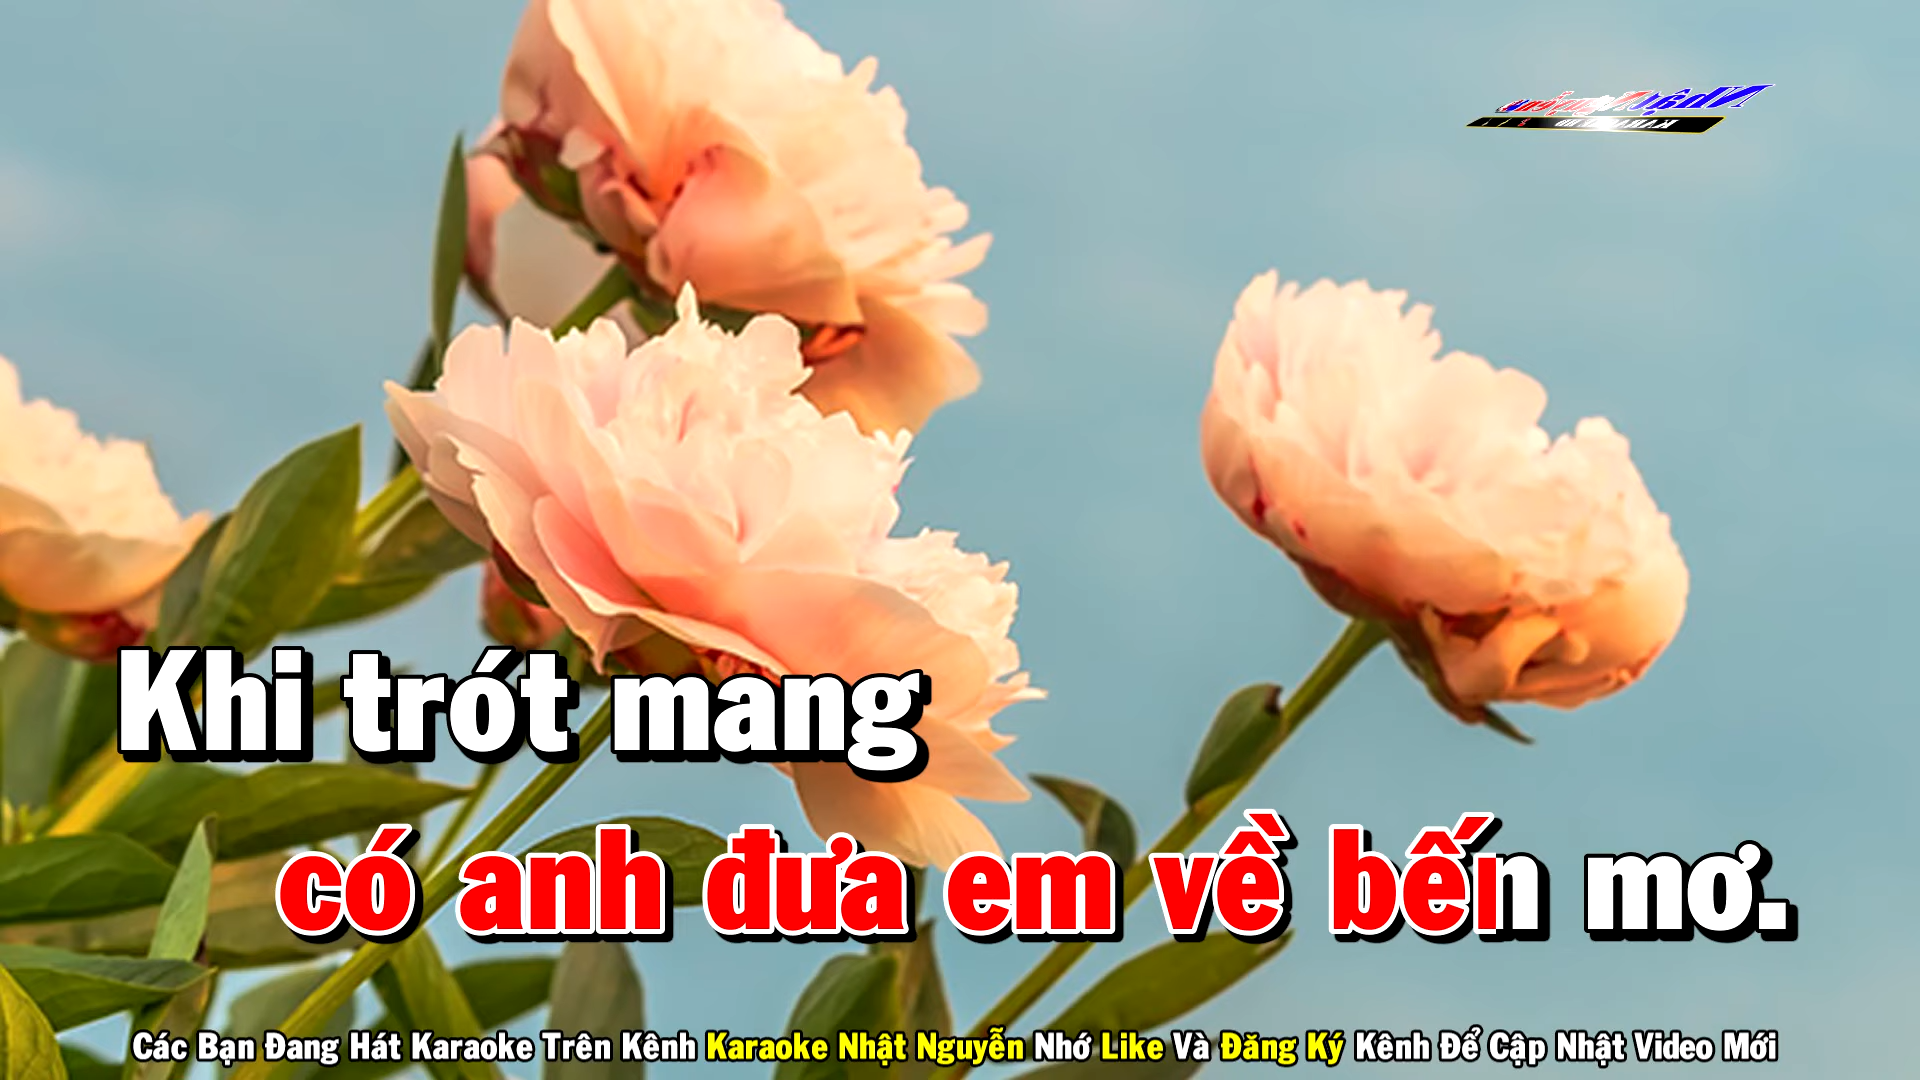 Khi trót mang
có anh đưa em về bến mơ.
Các Bạn Đang Hát Karaoke Trên Kênh Karaoke Nhật Nguyễn Nhớ Like Và Đăng Ký Kênh Để Cập Nhật Video Mới